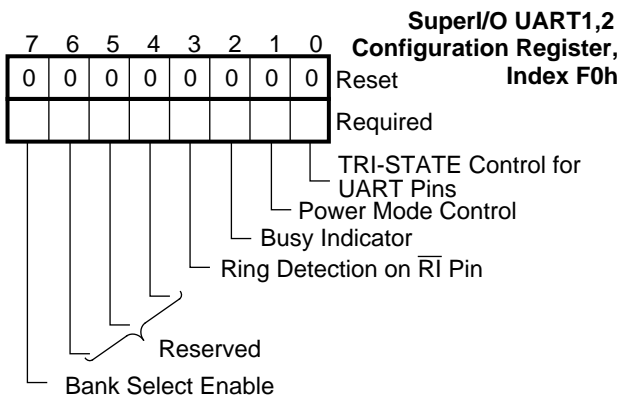 SuperI/O UART1,2
Configuration Register,
Index F0h
7 6 5 4 3 2 1 0
0 0 0 0 0 0 0 0 Reset
Required
TRI-STATE Control for
UART Pins
Power Mode Control
Busy Indicator
Ring Detection on R̅I̅ Pin
Reserved
Bank Select Enable